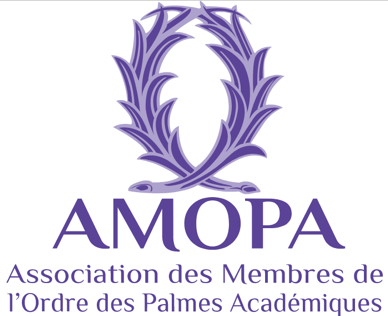 AMOPA
Association des Membres de
l'Ordre des Palmes Académiques